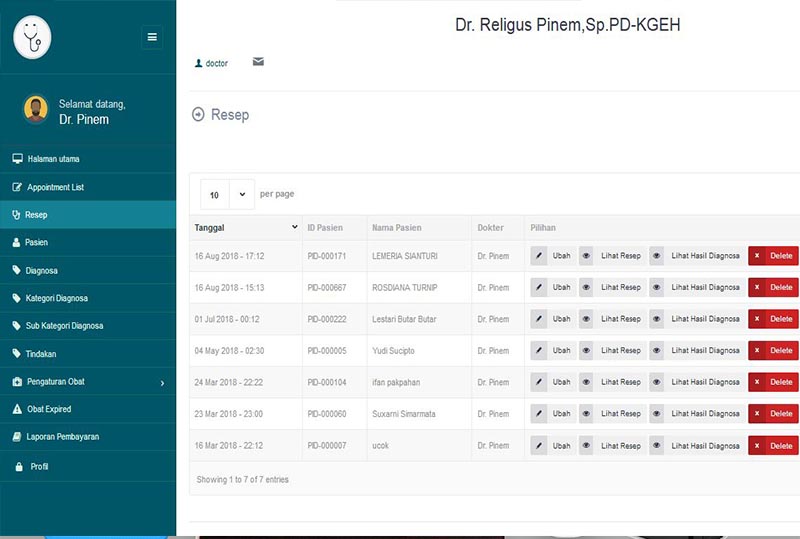 Dr. Religus Pinem,Sp.PD-KGEH
doctor
Selamat datang,
Dr. Pinem
Halaman utama
Appointment List
Resep
Pasien
Diagnosa
Kategori Diagnosa
Sub Kategori Diagnosa
Tindakan
Pengaturan Obat
Obat Expired
Laporan Pembayaran
Profil
Resep
10 per page
Tanggal ID Pasien Nama Pasien Dokter Pilihan
16 Aug 2018 - 17:12 PID-000171 LEMERIA SIANTURI Dr. Pinem Ubah Lihat Resep Lihat Hasil Diagnosa x Delete
16 Aug 2018 - 15:13 PID-000667 ROSDIANA TURNIP Dr. Pinem Ubah Lihat Resep Lihat Hasil Diagnosa x Delete
01 Jul 2018 - 00:12 PID-000222 Lestari Butar Butar Dr. Pinem Ubah Lihat Resep Lihat Hasil Diagnosa x Delete
04 May 2018 - 02:30 PID-000005 Yudi Sucipto Dr. Pinem Ubah Lihat Resep Lihat Hasil Diagnosa x Delete
24 Mar 2018 - 22:22 PID-000104 ifan pakpahan Dr. Pinem Ubah Lihat Resep Lihat Hasil Diagnosa x Delete
23 Mar 2018 - 23:00 PID-000060 Suxarni Simarmata Dr. Pinem Ubah Lihat Resep Lihat Hasil Diagnosa x Delete
16 Mar 2018 - 22:12 PID-000007 ucok Dr. Pinem Ubah Lihat Resep Lihat Hasil Diagnosa x Delete
Showing 1 to 7 of 7 entries